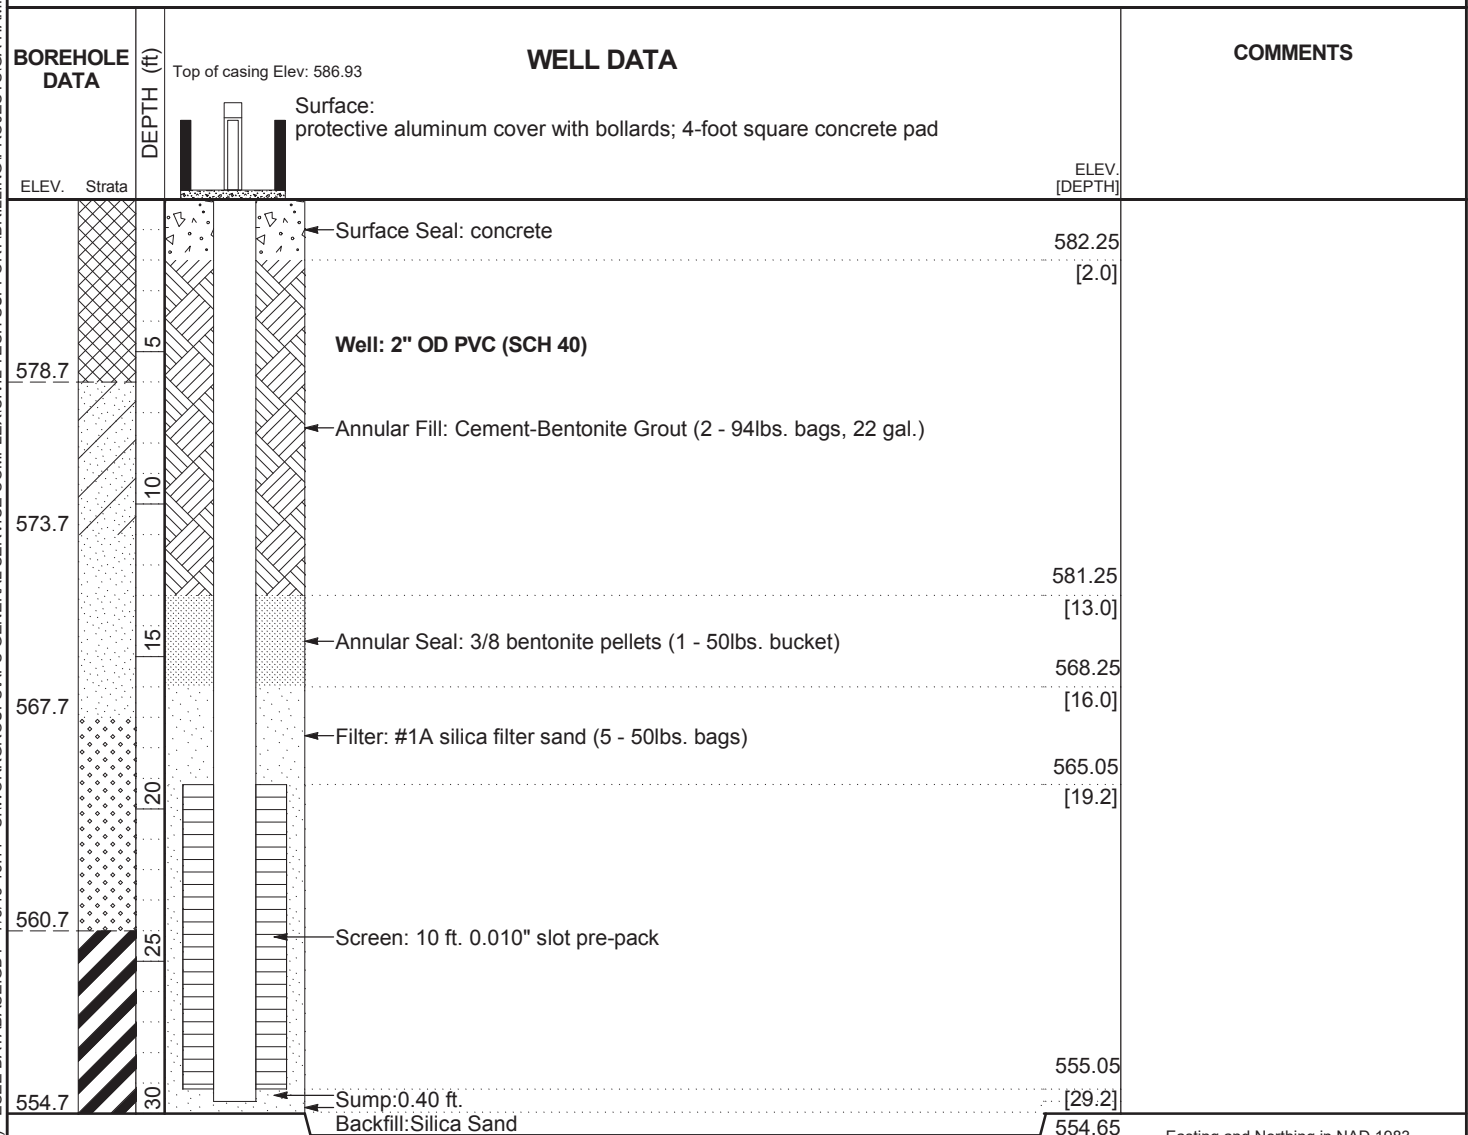 BOREHOLE
DATA
DEPTH (ft)
Top of casing Elev: 586.93
WELL DATA
COMMENTS
Surface:
protective aluminum cover with bollards; 4-foot square concrete pad
ELEV. Strata
ELEV.
[DEPTH]
Surface Seal: concrete
582.25
[2.0]
Well: 2" OD PVC (SCH 40)
5
578.7
Annular Fill: Cement-Bentonite Grout (2 - 94lbs. bags, 22 gal.)
10
573.7
581.25
[13.0]
15
Annular Seal: 3/8 bentonite pellets (1 - 50lbs. bucket)
568.25
[16.0]
567.7
Filter: #1A silica filter sand (5 - 50lbs. bags)
565.05
[19.2]
20
560.7
25
Screen: 10 ft. 0.010" slot pre-pack
555.05
[29.2]
30
554.7
Sump:0.40 ft.
Backfill:Silica Sand
554.65
Easting and Northing in NAD 1983